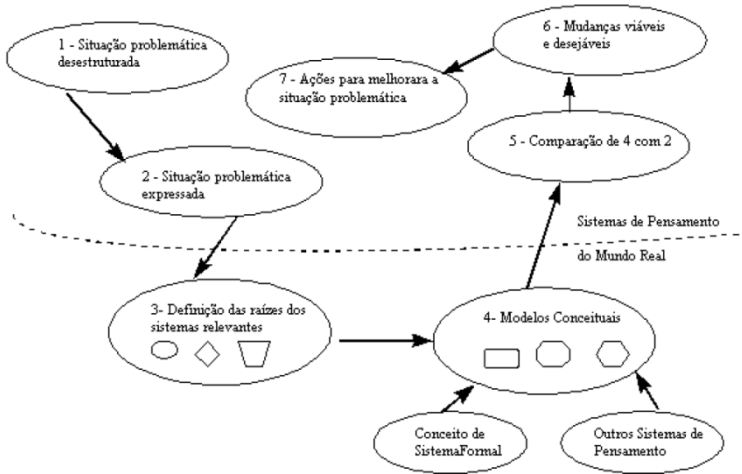 1 - Situação problemática
desestruturada
6 - Mudanças viáveis
e desejáveis
7 - Ações para melhorara a
situação problemática
5 - Comparação de 4 com 2
2 - Situação problemática
expressada
Sistemas de Pensamento
do Mundo Real
3- Definição das raízes dos
sistemas relevantes
4- Modelos Conceituais
Conceito de
SistemaFormal
Outros Sistemas de
Pensamento